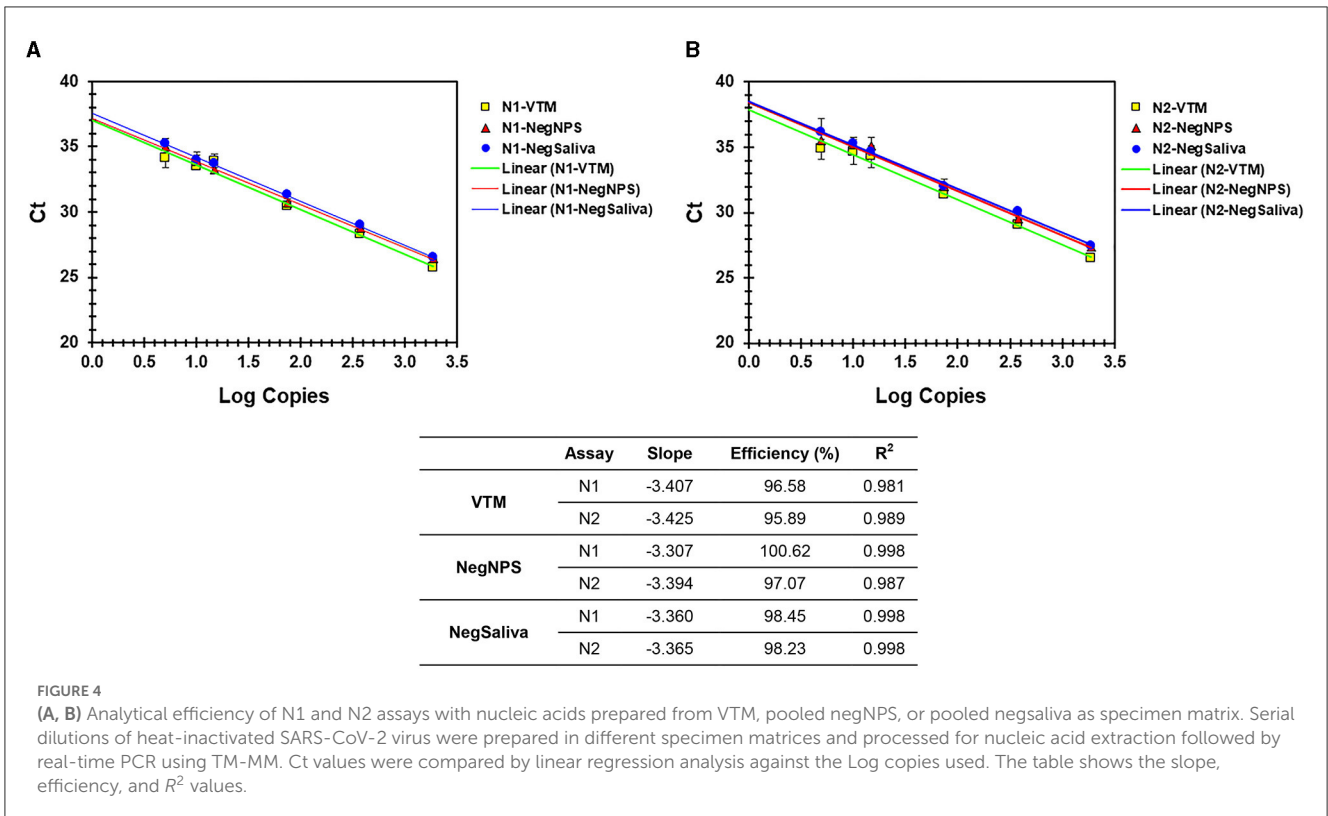 A
40
35
30
25
20
Ct
0.0 0.5 1.0 1.5 2.0 2.5 3.0 3.5
Log Copies
N1-VTM
N1-NegNPS
N1-NegSaliva
Linear (N1-VTM)
Linear (N1-NegNPS)
Linear (N1-NegSaliva)
B
40
35
30
25
20
Ct
0.0 0.5 1.0 1.5 2.0 2.5 3.0 3.5
Log Copies
N2-VTM
N2-NegNPS
N2-NegSaliva
Linear (N2-VTM)
Linear (N2-NegNPS)
Linear (N2-NegSaliva)
Assay Slope Efficiency (%) R²
VTM
N1 -3.407 96.58 0.981
N2 -3.425 95.89 0.989
NegNPS
N1 -3.307 100.62 0.998
N2 -3.394 97.07 0.987
NegSaliva
N1 -3.360 98.45 0.998
N2 -3.365 98.23 0.998
FIGURE 4
(A, B) Analytical efficiency of N1 and N2 assays with nucleic acids prepared from VTM, pooled negNPS, or pooled negsaliva as specimen matrix. Serial
dilutions of heat-inactivated SARS-CoV-2 virus were prepared in different specimen matrices and processed for nucleic acid extraction followed by
real-time PCR using TM-MM. Ct values were compared by linear regression analysis against the Log copies used. The table shows the slope,
efficiency, and R² values.